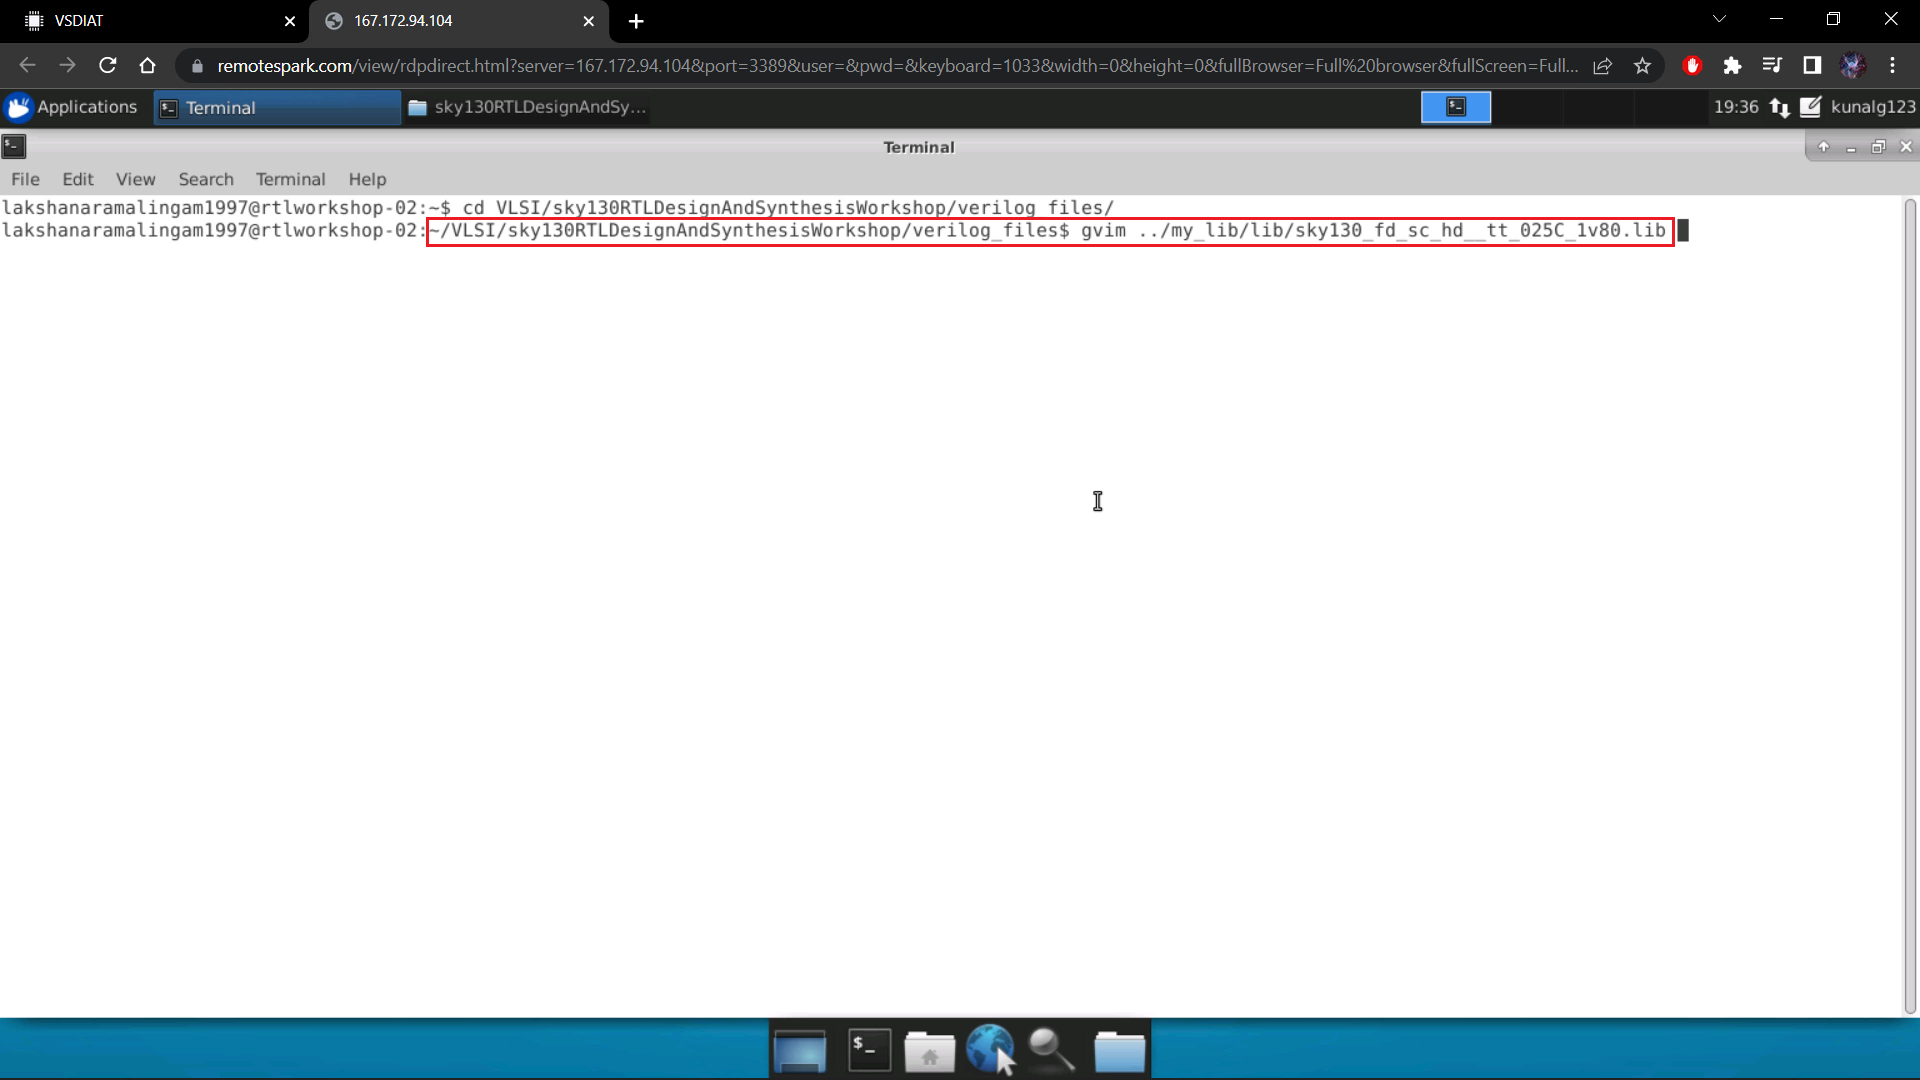 VSDIAT
167.172.94.104
remotespark.com/view/rdpdirect.html?server=167.172.94.104&port=3389&user=&pwd=&keyboard=1033&width=0&height=0&fullBrowser=Full%20browser&fullScreen=Full...
Applications
Terminal
sky130RTLDesignAndSy...
19:36
kunalg123
Terminal
File Edit View Search Terminal Help
lakshanaramalingam1997@rtlworkshop-02:~$ cd VLSI/sky130RTLDesignAndSynthesisWorkshop/verilog_files/
lakshanaramalingam1997@rtlworkshop-02:~/VLSI/sky130RTLDesignAndSynthesisWorkshop/verilog_files$ gvim ../my_lib/lib/sky130_fd_sc_hd__tt_025C_1v80.lib